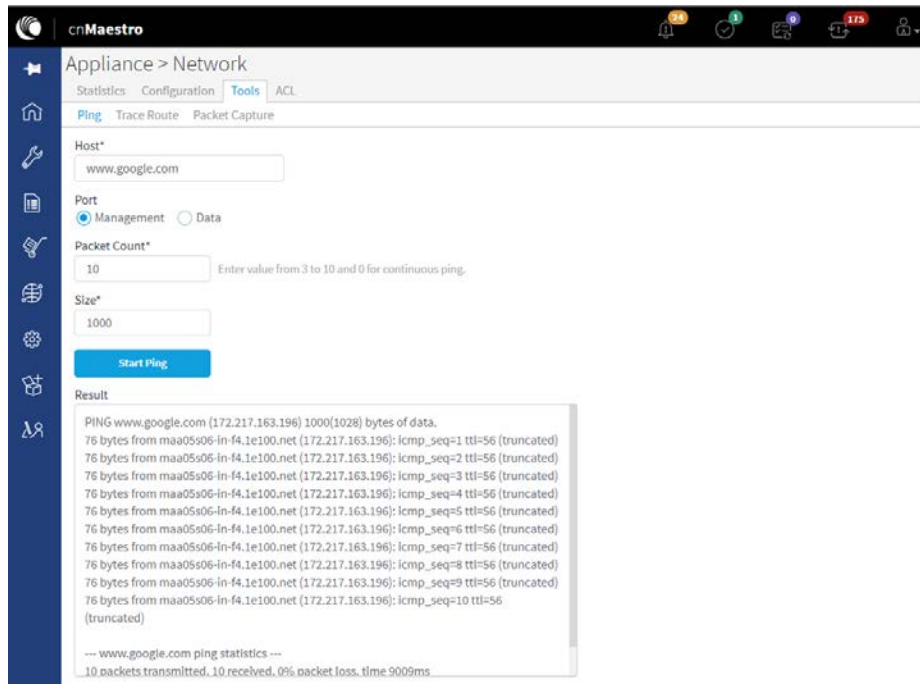 cnMaestro
24
1
0
175
Appliance > Network
Statistics Configuration Tools ACL
Ping Trace Route Packet Capture
Host*
www.google.com
Port
Management Data
Packet Count*
10 Enter value from 3 to 10 and 0 for continuous ping.
Size*
1000
Start Ping
Result
PING www.google.com (172.217.163.196) 1000(1028) bytes of data.
76 bytes from maa05s06-in-f4.1e100.net (172.217.163.196): icmp_seq=1 ttl=56 (truncated)
76 bytes from maa05s06-in-f4.1e100.net (172.217.163.196): icmp_seq=2 ttl=56 (truncated)
76 bytes from maa05s06-in-f4.1e100.net (172.217.163.196): icmp_seq=3 ttl=56 (truncated)
76 bytes from maa05s06-in-f4.1e100.net (172.217.163.196): icmp_seq=4 ttl=56 (truncated)
76 bytes from maa05s06-in-f4.1e100.net (172.217.163.196): icmp_seq=5 ttl=56 (truncated)
76 bytes from maa05s06-in-f4.1e100.net (172.217.163.196): icmp_seq=6 ttl=56 (truncated)
76 bytes from maa05s06-in-f4.1e100.net (172.217.163.196): icmp_seq=7 ttl=56 (truncated)
76 bytes from maa05s06-in-f4.1e100.net (172.217.163.196): icmp_seq=8 ttl=56 (truncated)
76 bytes from maa05s06-in-f4.1e100.net (172.217.163.196): icmp_seq=9 ttl=56 (truncated)
76 bytes from maa05s06-in-f4.1e100.net (172.217.163.196): icmp_seq=10 ttl=56
(truncated)
--- www.google.com ping statistics ---
10 packets transmitted, 10 received, 0% packet loss, time 9009ms